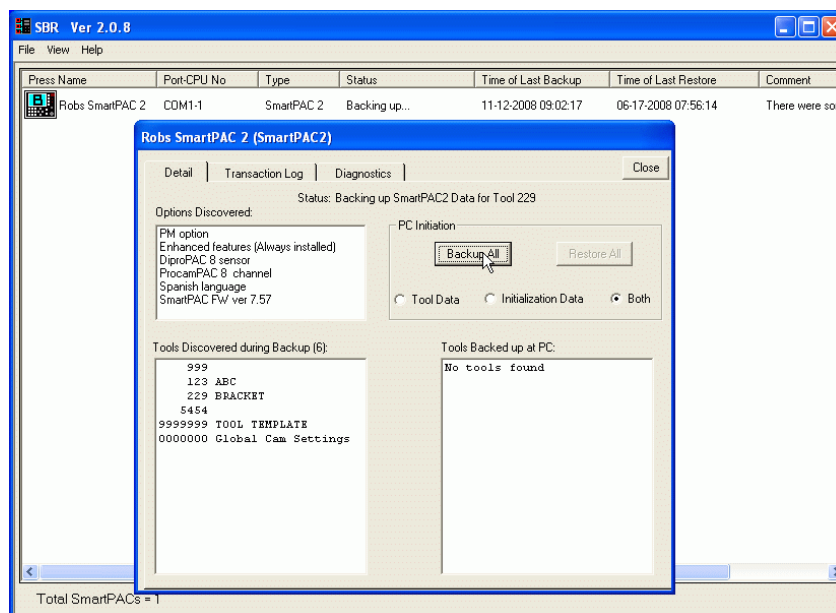 SBR Ver 2.0.8
File View Help
Press Name Port-CPU No Type Status Time of Last Backup Time of Last Restore Comment
B
Robs SmartPAC 2 COM1-1 SmartPAC 2 Backing up... 11-12-2008 09:02:17 06-17-2008 07:56:14 There were so
Robs SmartPAC 2 (SmartPAC2)
Detail Transaction Log Diagnostics Close
Status: Backing up SmartPAC2 Data for Tool 229
Options Discovered:
PM option
Enhanced features (Always installed)
DiproPAC 8 sensor
ProcamPAC 8 channel
Spanish language
SmartPAC FW ver 7.57
PC Initiation
Backup All Restore All
Tool Data Initialization Data Both
Tools Discovered during Backup (6):
999
123 ABC
229 BRACKET
5454
9999999 TOOL TEMPLATE
0000000 Global Cam Settings
Tools Backed up at PC:
No tools found
Total SmartPACs = 1